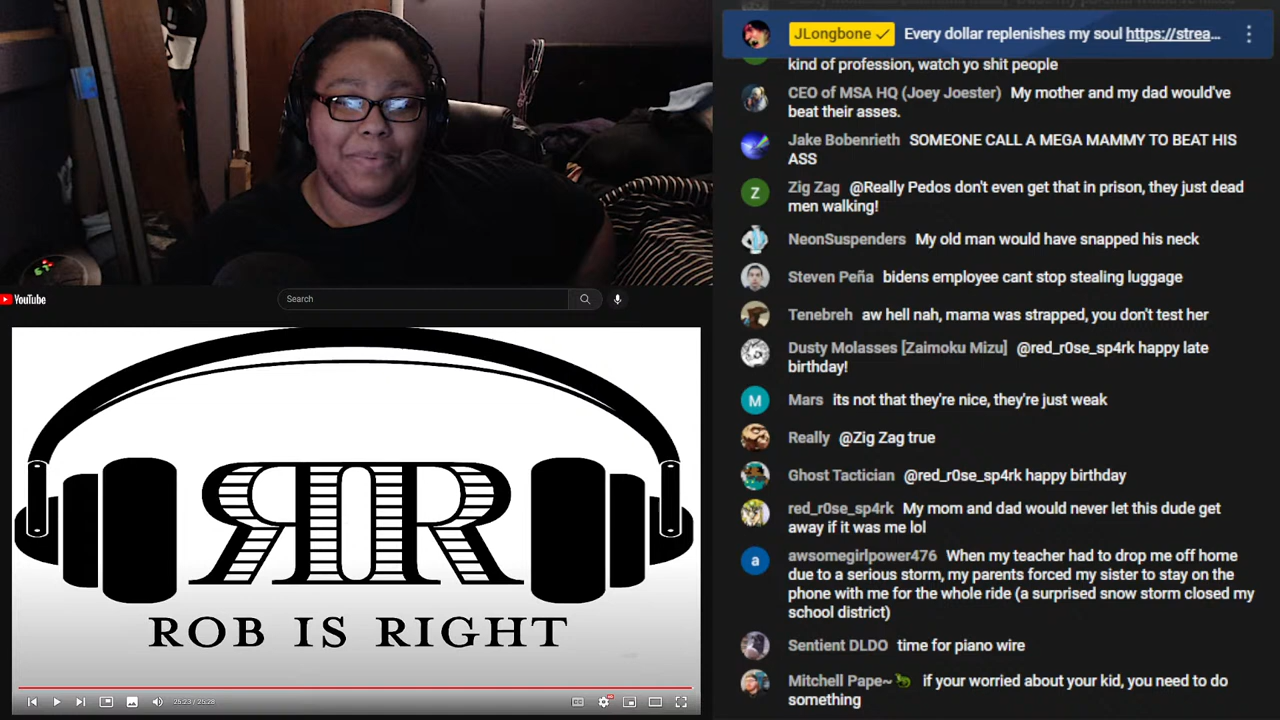 JLongbone ✓ Every dollar replenishes my soul https://strea...
kind of profession, watch yo shit people
CEO of MSA HQ (Joey Joester) My mother and my dad would've
beat their asses.
Jake Bobenrieth SOMEONE CALL A MEGA MAMMY TO BEAT HIS
ASS
Z Zig Zag @Really Pedos don't even get that in prison, they just dead
men walking!
NeonSuspenders My old man would have snapped his neck
Steven Peña bidens employee cant stop stealing luggage
Tenebreh aw hell nah, mama was strapped, you don't test her
Dusty Molasses [Zaimoku Mizu] @red_r0se_sp4rk happy late
birthday!
M Mars its not that they're nice, they're just weak
Really @Zig Zag true
Ghost Tactician @red_r0se_sp4rk happy birthday
red_r0se_sp4rk My mom and dad would never let this dude get
away if it was me lol
a awsomegirlpower476 When my teacher had to drop me off home
due to a serious storm, my parents forced my sister to stay on the
phone with me for the whole ride (a surprised snow storm closed my
school district)
Sentient DLDO time for piano wire
Mitchell Pape~ if your worried about your kid, you need to do
something
YouTube
Search
RIR
ROB IS RIGHT
25:23 / 25:28